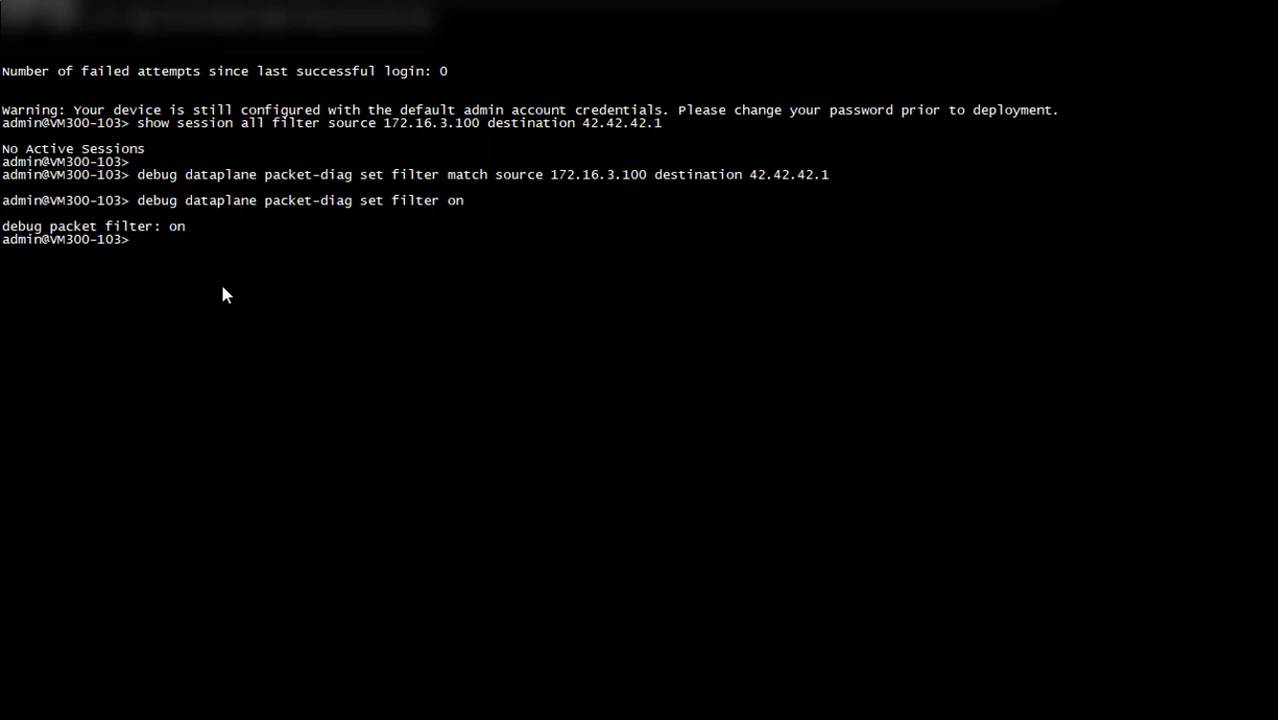 Number of failed attempts since last successful login: 0
Warning: Your device is still configured with the default admin account credentials. Please change your password prior to deployment.
admin@VM300-103> show session all filter source 172.16.3.100 destination 42.42.42.1
No Active Sessions
admin@VM300-103>
admin@VM300-103> debug dataplane packet-diag set filter match source 172.16.3.100 destination 42.42.42.1
admin@VM300-103> debug dataplane packet-diag set filter on
debug packet filter: on
admin@VM300-103>